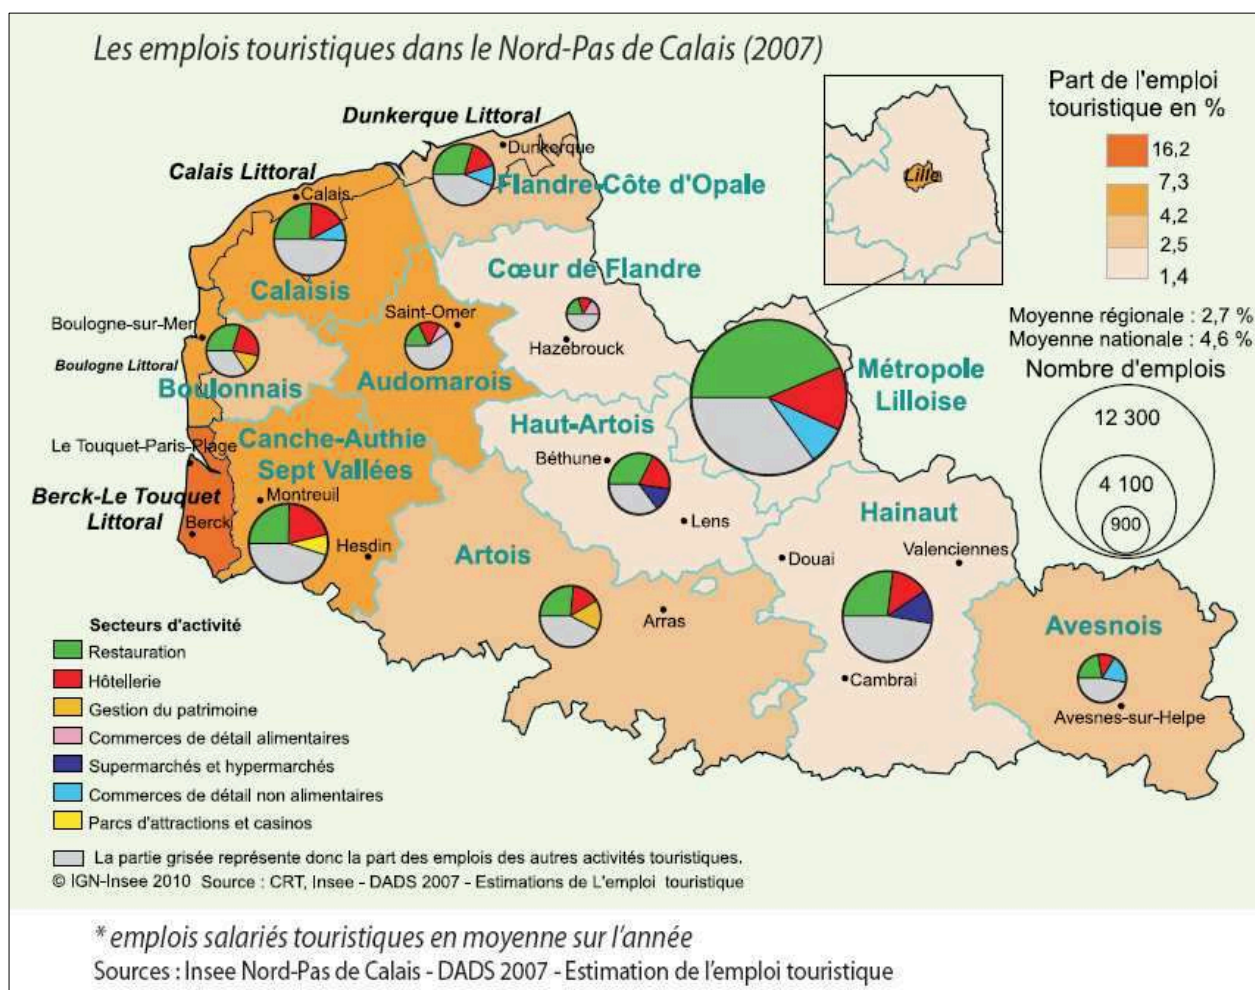 Les emplois touristiques dans le Nord-Pas de Calais (2007)
Part de l'emploi
touristique en %
16,2
7,3
4,2
2,5
1,4
Moyenne régionale : 2,7 %
Moyenne nationale : 4,6 %
Nombre d'emplois
12 300
4 100
900
Lille
Dunkerque Littoral
Dunkerque
Flandre-Côte d'Opale
Calais Littoral
Calais
Calaisis
Cœur de Flandre
Hazebrouck
Saint-Omer
Audomarois
Boulogne-sur-Mer
Boulogne Littoral
Boulonnais
Métropole
Lilloise
Haut-Artois
Béthune
Lens
Le Touquet-Paris-Plage
Canche-Authie
Sept Vallées
Berck-Le Touquet
Littoral
Berck
Montreuil
Hesdin
Artois
Arras
Hainaut
Douai
Valenciennes
Cambrai
Avesnois
Avesnes-sur-Helpe
Secteurs d'activité
Restauration
Hôtellerie
Gestion du patrimoine
Commerces de détail alimentaires
Supermarchés et hypermarchés
Commerces de détail non alimentaires
Parcs d'attractions et casinos
La partie grisée représente donc la part des emplois des autres activités touristiques.
© IGN-Insee 2010 Source : CRT, Insee - DADS 2007 - Estimations de L'emploi touristique
* emplois salariés touristiques en moyenne sur l'année
Sources : Insee Nord-Pas de Calais - DADS 2007 - Estimation de l'emploi touristique